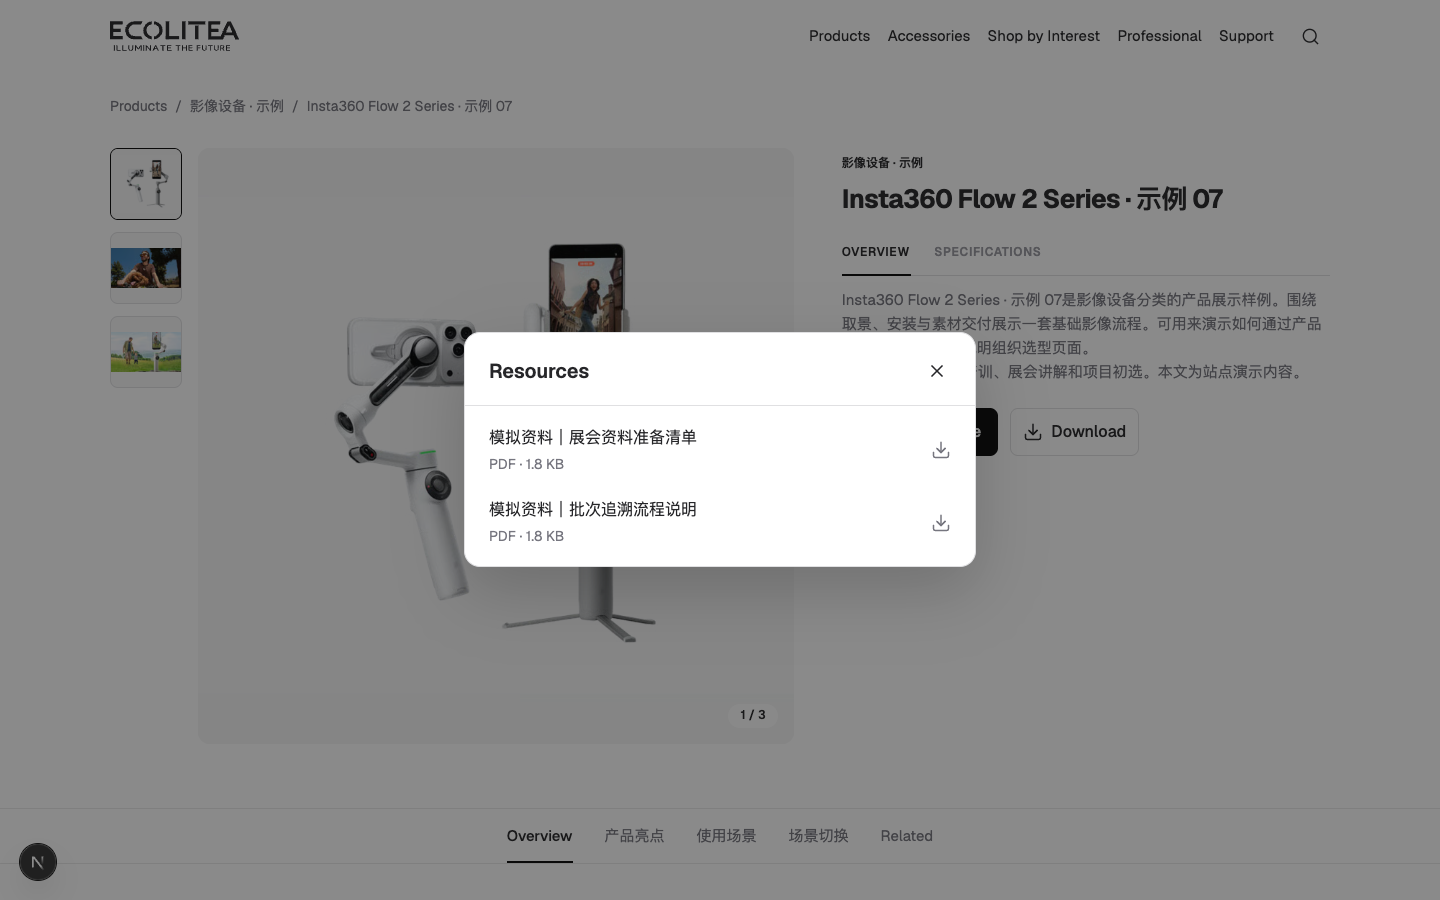 ECOLITEA
ILLUMINATE THE FUTURE
Products Accessories Shop by Interest Professional Support
Products / 影像设备 · 示例 / Insta360 Flow 2 Series · 示例 07
影像设备 · 示例
Insta360 Flow 2 Series · 示例 07
OVERVIEW SPECIFICATIONS
Insta360 Flow 2 Series · 示例 07是影像设备分类的产品展示样例。围绕
取景、安装与素材交付展示一套基础影像流程。可用来演示如何通过产品
明组织选型页面。
训、展会讲解和项目初选。本文为站点演示内容。
Download
Resources
模拟资料｜展会资料准备清单
PDF · 1.8 KB
模拟资料｜批次追溯流程说明
PDF · 1.8 KB
1 / 3
Overview 产品亮点 使用场景 场景切换 Related
N